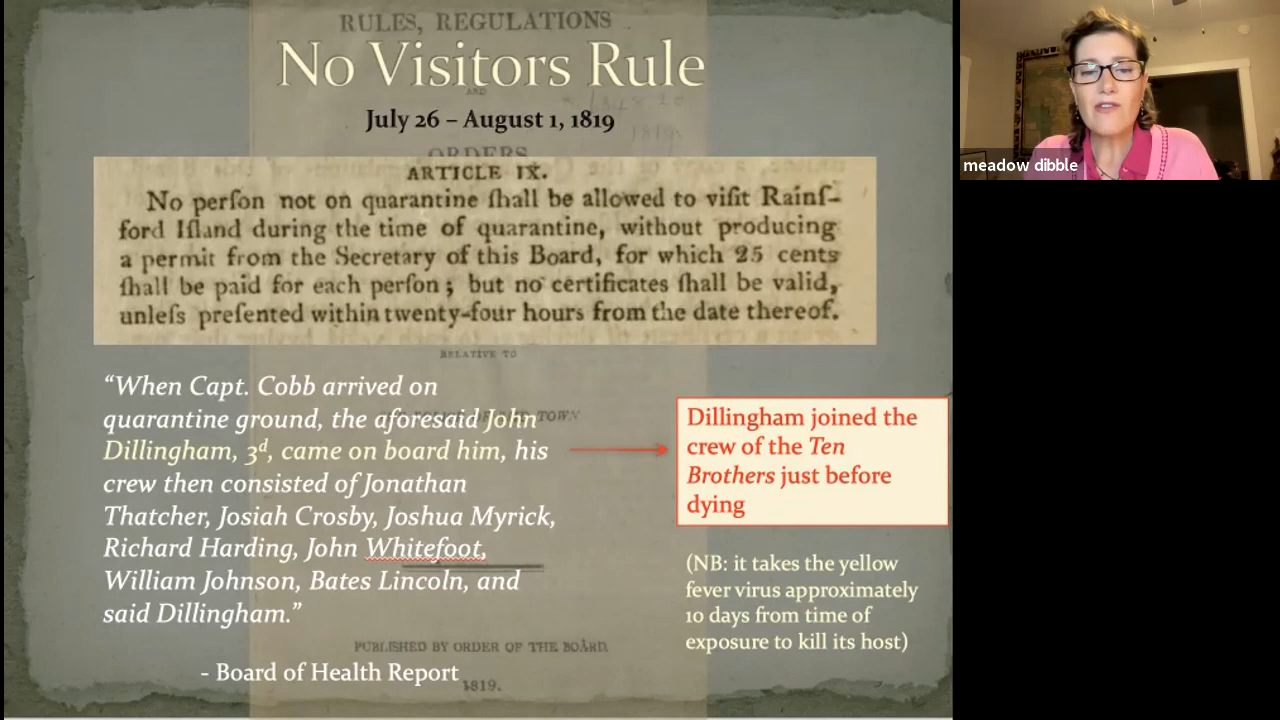 RULES, REGULATIONS
No Visitors Rule
AND
July 26 – August 1, 1819
1819.
ORDERS
ARTICLE IX.
No perſon not on quarantine ſhall be allowed to viſit Rainſ-
ford Iſland during the time of quarantine, without producing
a permit from the Secretary of this Board, for which 25 cents
ſhall be paid for each perſon; but no certificates ſhall be valid,
unleſs preſented within twenty-four hours from the date thereof.
RELATIVE TO
“When Capt. Cobb arrived on
quarantine ground, the aforesaid John
Dillingham, 3ᵈ, came on board him, his
crew then consisted of Jonathan
Thatcher, Josiah Crosby, Joshua Myrick,
Richard Harding, John Whitefoot,
William Johnson, Bates Lincoln, and
said Dillingham.”
- Board of Health Report
TOWN
PUBLISHED BY ORDER OF THE BOARD.
1819.
Dillingham joined the
crew of the Ten
Brothers just before
dying
(NB: it takes the yellow
fever virus approximately
10 days from time of
exposure to kill its host)
meadow dibble